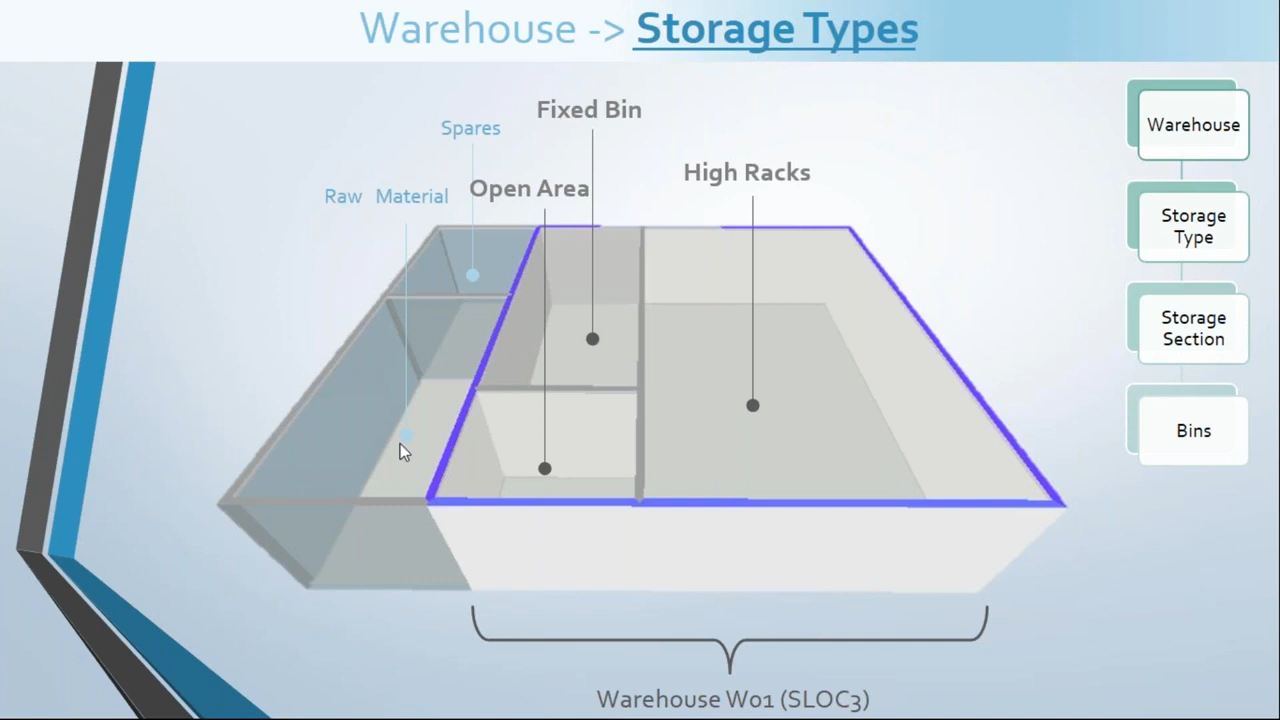 Warehouse -> Storage Types
Fixed Bin
Spares
High Racks
Raw Material
Open Area
Warehouse W01 (SLOC3)
Warehouse
Storage
Type
Storage
Section
Bins